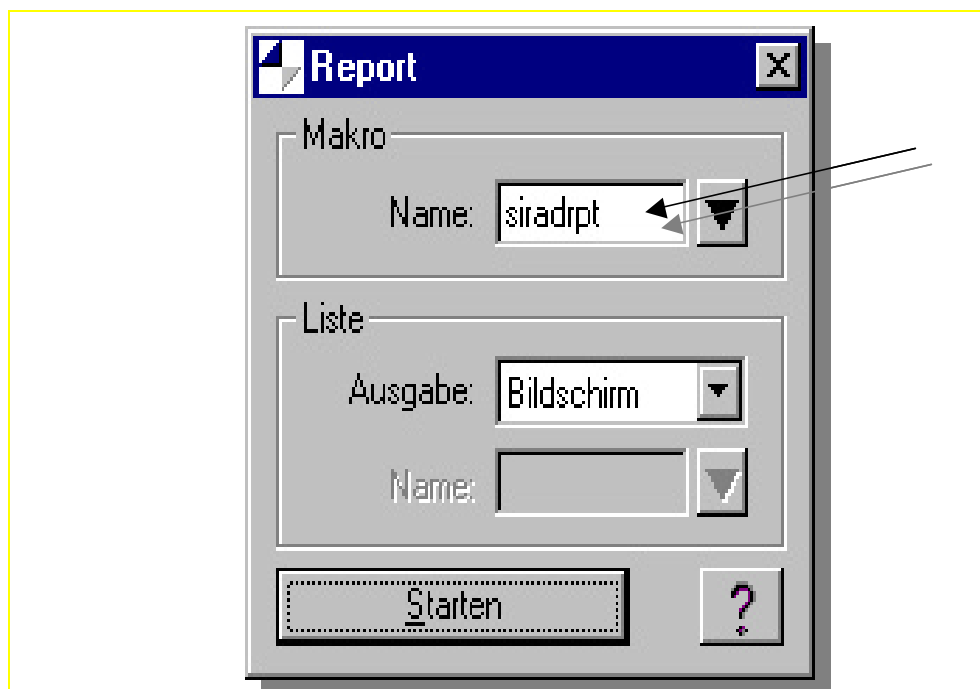 Report
Makro
Name: siradrpt
Liste
Ausgabe: Bildschirm
Name:
Starten ?